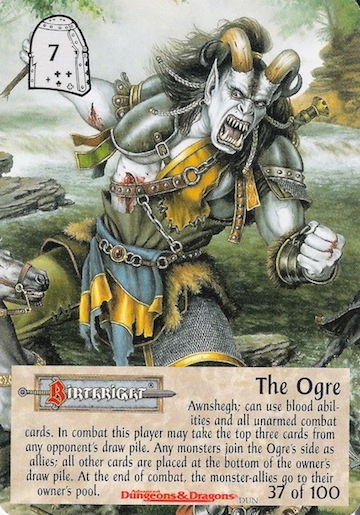 7
BIRTHRIGHT
The Ogre
Awnshegh; can use blood abil-
ities and all unarmed combat
cards. In combat this player may take the top three cards from
any opponent's draw pile. Any monsters join the Ogre's side as
allies; all other cards are placed at the bottom of the owner's
draw pile. At the end of combat, the monster-allies go to their
owner's pool.
Advanced
Dungeons & Dragons
DUN
37 of 100